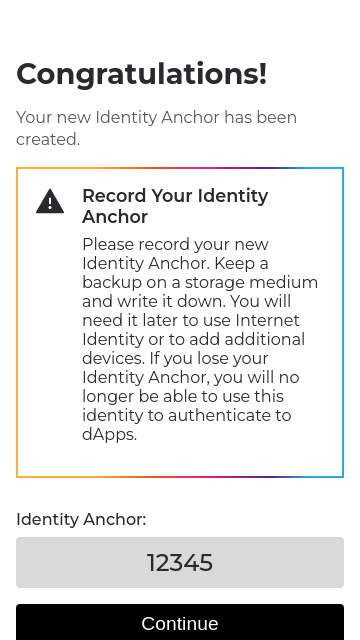 Congratulations!
Your new Identity Anchor has been
created.
Record Your Identity
Anchor
Please record your new
Identity Anchor. Keep a
backup on a storage medium
and write it down. You will
need it later to use Internet
Identity or to add additional
devices. If you lose your
Identity Anchor, you will no
longer be able to use this
identity to authenticate to
dApps.
Identity Anchor:
12345
Continue